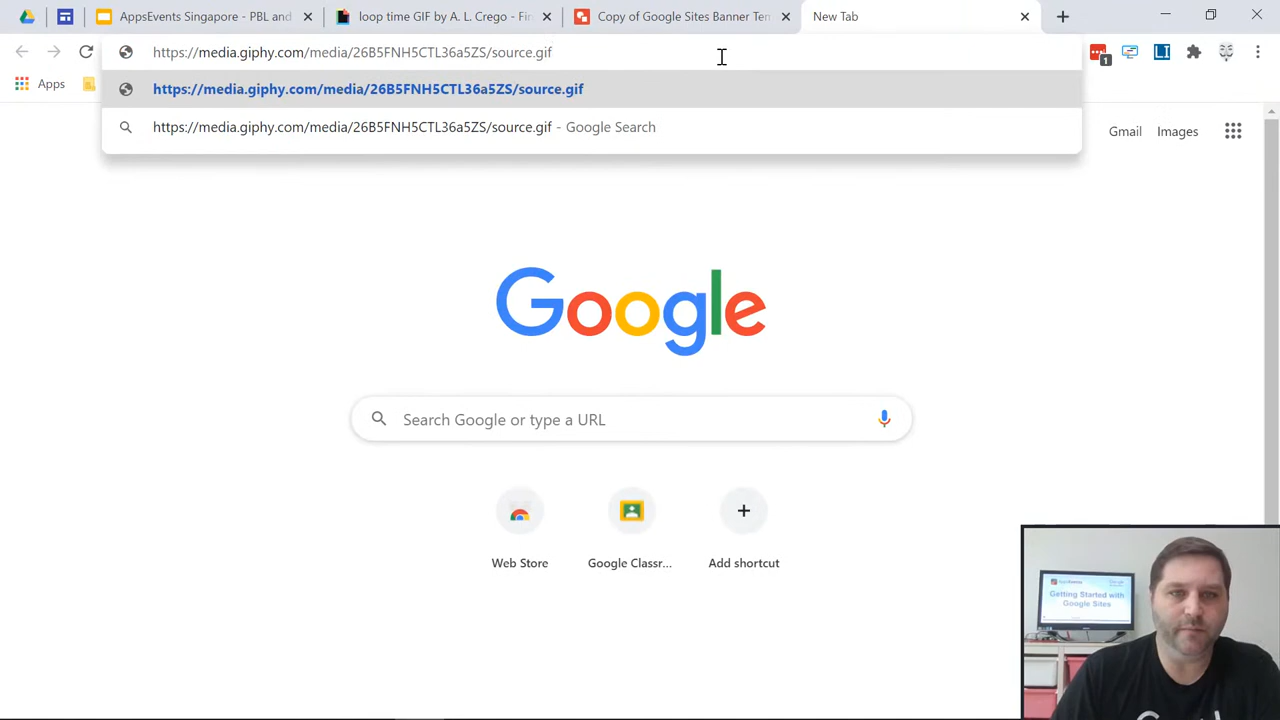 AppsEvents Singapore - PBL and
loop time GIF by A. L. Crego - Fi
Copy of Google Sites Banner Tem
New Tab
https://media.giphy.com/media/26B5FNH5CTL36a5ZS/source.gif
1
https://media.giphy.com/media/26B5FNH5CTL36a5ZS/source.gif
Apps
https://media.giphy.com/media/26B5FNH5CTL36a5ZS/source.gif - Google Search
Gmail Images
Google
Search Google or type a URL
Web Store Google Classr... Add shortcut
Getting Started with
Google Sites